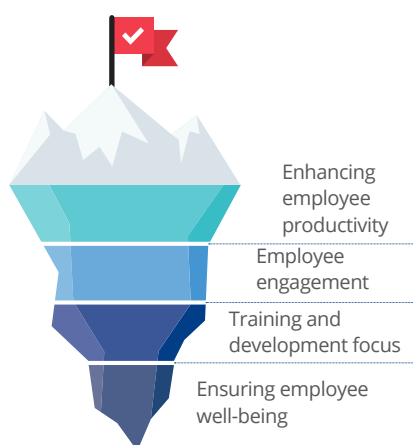 Enhancing
employee
productivity
Employee
engagement
Training and
development focus
Ensuring employee
well-being